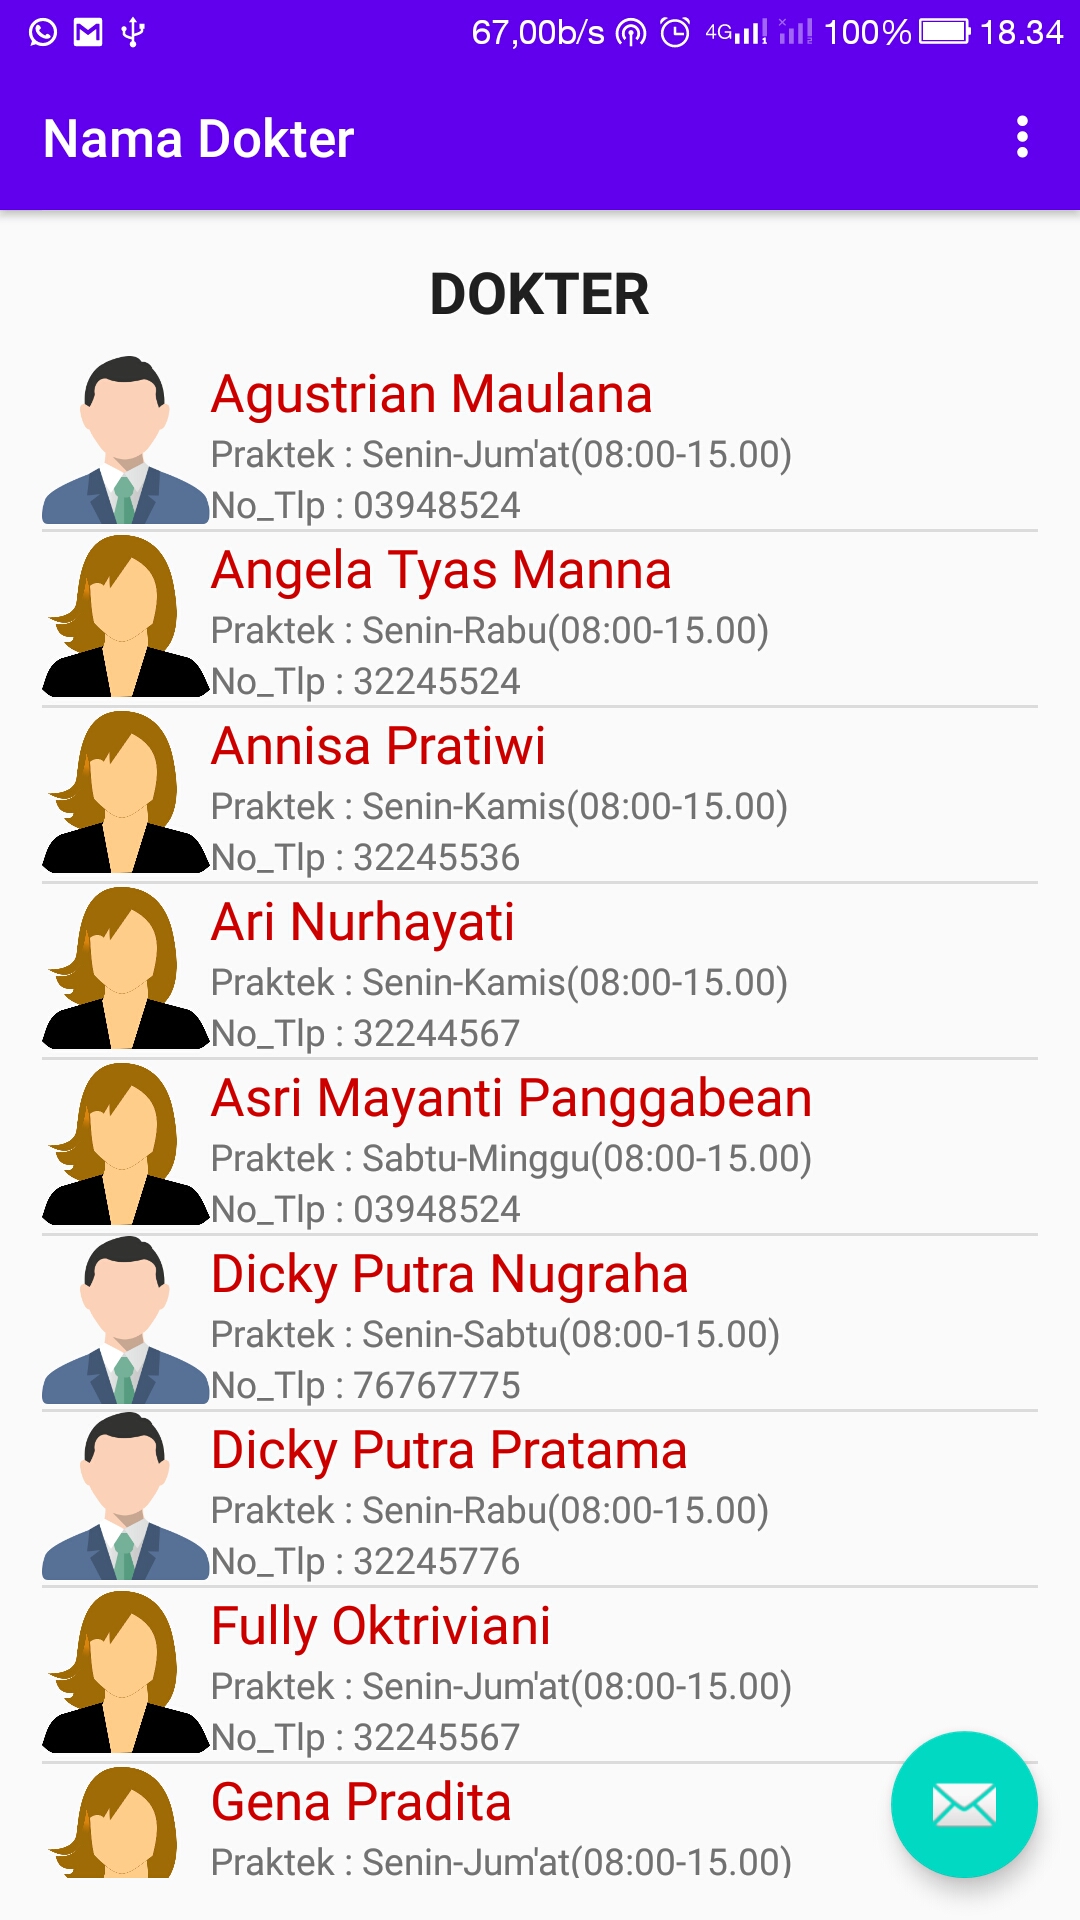 67,00b/s 4G 1 2 100% 18.34
Nama Dokter
DOKTER
Agustrian Maulana
Praktek : Senin-Jum'at(08:00-15.00)
No_Tlp : 03948524
Angela Tyas Manna
Praktek : Senin-Rabu(08:00-15.00)
No_Tlp : 32245524
Annisa Pratiwi
Praktek : Senin-Kamis(08:00-15.00)
No_Tlp : 32245536
Ari Nurhayati
Praktek : Senin-Kamis(08:00-15.00)
No_Tlp : 32244567
Asri Mayanti Panggabean
Praktek : Sabtu-Minggu(08:00-15.00)
No_Tlp : 03948524
Dicky Putra Nugraha
Praktek : Senin-Sabtu(08:00-15.00)
No_Tlp : 76767775
Dicky Putra Pratama
Praktek : Senin-Rabu(08:00-15.00)
No_Tlp : 32245776
Fully Oktriviani
Praktek : Senin-Jum'at(08:00-15.00)
No_Tlp : 32245567
Gena Pradita
Praktek : Senin-Jum'at(08:00-15.00)